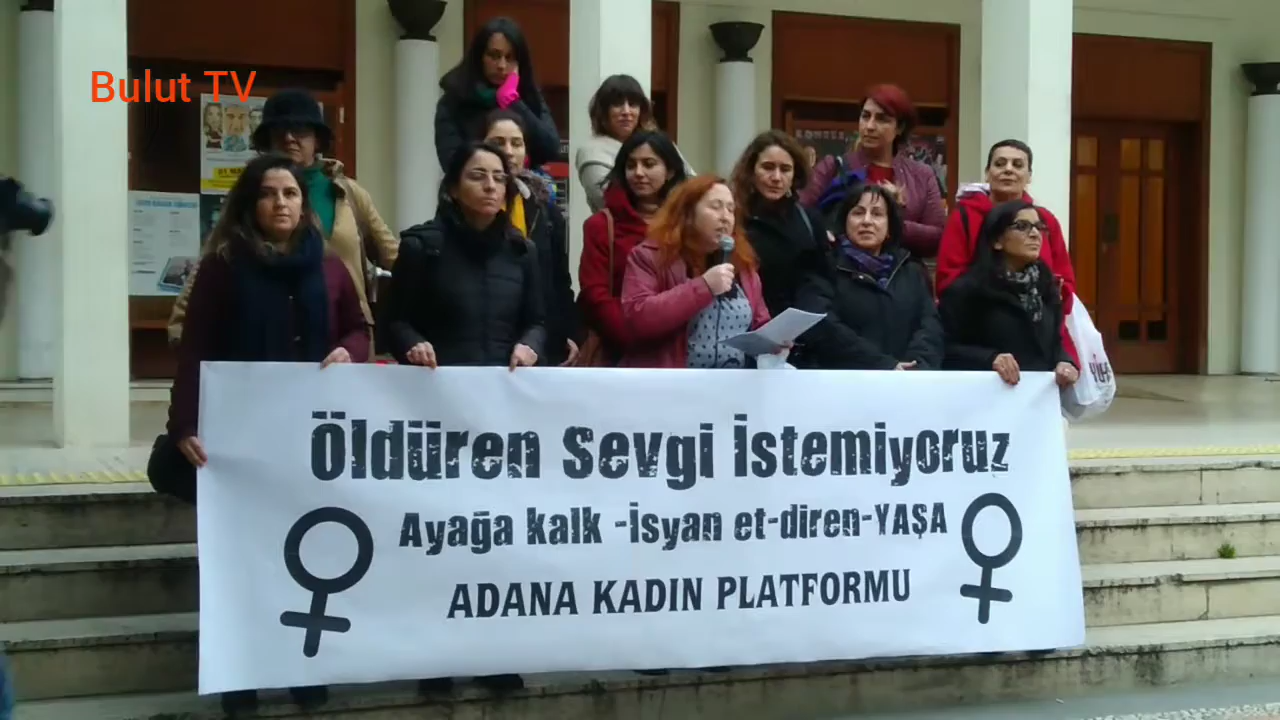 Bulut TV
Öldüren Sevgi İstemiyoruz
Ayağa kalk -İsyan et-diren-YAŞA
ADANA KADIN PLATFORMU